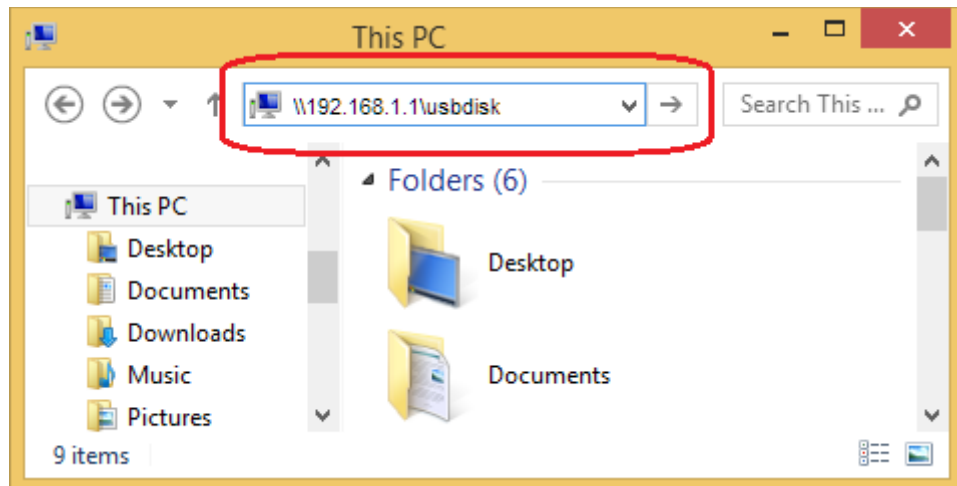 This PC
\\192.168.1.1\usbdisk
Search This ...
This PC
Desktop
Documents
Downloads
Music
Pictures
Folders (6)
Desktop
Documents
9 items